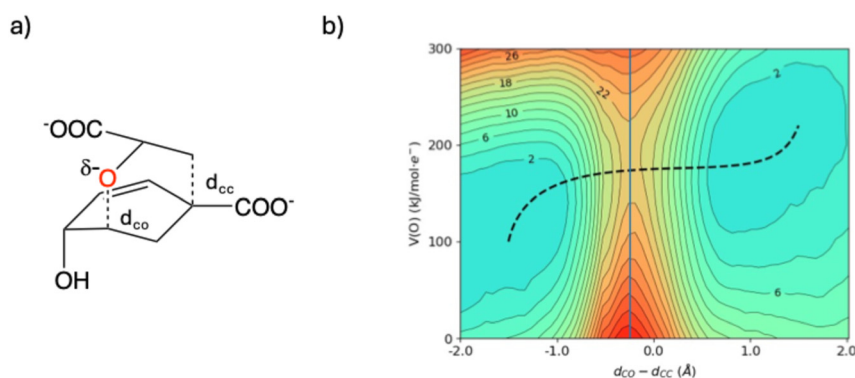 a)
b)
⁻OOC
δ⁻
O
d_cc
COO⁻
d_co
OH
300
200
100
0
V(O) (kJ/mol·e⁻)
26
18
22
10
6
2
2
6
-2.0 -1.0 0.0 1.0 2.0
d_CO − d_CC (Å)